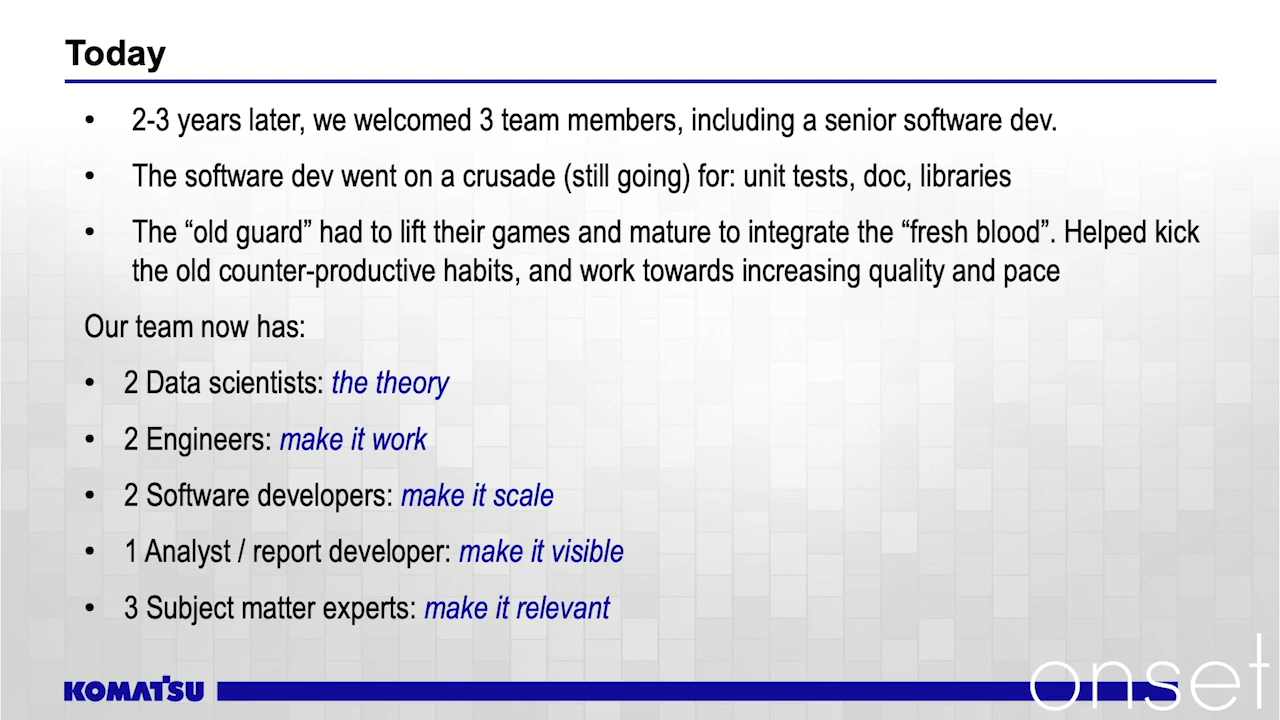 Today
• 2-3 years later, we welcomed 3 team members, including a senior software dev.
• The software dev went on a crusade (still going) for: unit tests, doc, libraries
• The “old guard” had to lift their games and mature to integrate the “fresh blood”. Helped kick
the old counter-productive habits, and work towards increasing quality and pace
Our team now has:
• 2 Data scientists: the theory
• 2 Engineers: make it work
• 2 Software developers: make it scale
• 1 Analyst / report developer: make it visible
• 3 Subject matter experts: make it relevant
KOMATSU
onset